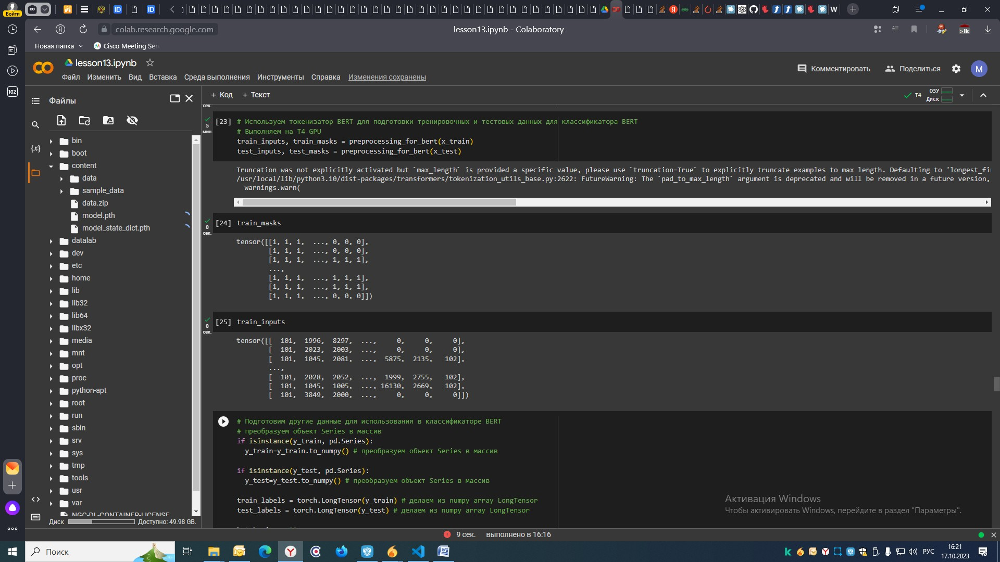 Войти
colab.research.google.com
lesson13.ipynb - Colaboratory
>1k
Новая папка
Cisco Meeting Ser
102
lesson13.ipynb
Комментировать
Поделиться
M
Файл Изменить Вид Вставка Среда выполнения Инструменты Справка Изменения сохранены
Файлы
+ Код + Текст
T4
ОЗУ
Диск
bin
boot
content
data
sample_data
data.zip
model.pth
model_state_dict.pth
datalab
dev
etc
home
lib
lib32
lib64
libx32
media
mnt
opt
proc
python-apt
root
run
sbin
srv
sys
tmp
tools
usr
var
NGC-DL-CONTAINER-LICENSE
Диск Доступно: 49.98 GB.
сек.
5
мин.
[23] # Используем токенизатор BERT для подготовки тренировочных и тестовых данных для классификатора BERT
# Выполняем на T4 GPU
train_inputs, train_masks = preprocessing_for_bert(x_train)
test_inputs, test_masks = preprocessing_for_bert(x_test)
Truncation was not explicitly activated but `max_length` is provided a specific value, please use `truncation=True` to explicitly truncate examples to max length. Defaulting to 'longest_fi
/usr/local/lib/python3.10/dist-packages/transformers/tokenization_utils_base.py:2622: FutureWarning: The `pad_to_max_length` argument is deprecated and will be removed in a future version,
warnings.warn(
0
сек.
[24] train_masks
tensor([[1, 1, 1, ..., 0, 0, 0],
[1, 1, 1, ..., 0, 0, 0],
[1, 1, 1, ..., 1, 1, 1],
...,
[1, 1, 1, ..., 1, 1, 1],
[1, 1, 1, ..., 1, 1, 1],
[1, 1, 1, ..., 0, 0, 0]])
0
сек.
[25] train_inputs
tensor([[ 101, 1996, 8297, ..., 0, 0, 0],
[ 101, 2023, 2003, ..., 0, 0, 0],
[ 101, 1045, 2081, ..., 5875, 2135, 102],
...,
[ 101, 2028, 2052, ..., 1999, 2755, 102],
[ 101, 1045, 1005, ..., 16130, 2669, 102],
[ 101, 3849, 2000, ..., 0, 0, 0]])
# Подготовим другие данные для использования в классификаторе BERT
# преобразуем объект Series в массив
if isinstance(y_train, pd.Series):
y_train=y_train.to_numpy() # преобразуем объект Series в массив
if isinstance(y_test, pd.Series):
y_test=y_test.to_numpy() # преобразуем объект Series в массив
train_labels = torch.LongTensor(y_train) # делаем из numpy array LongTensor
test_labels = torch.LongTensor(y_test) # делаем из numpy array LongTensor
Активация Windows
Чтобы активировать Windows, перейдите в раздел "Параметры".
9 сек. выполнено в 16:16
Поиск
РУС
16:21
17.10.2023